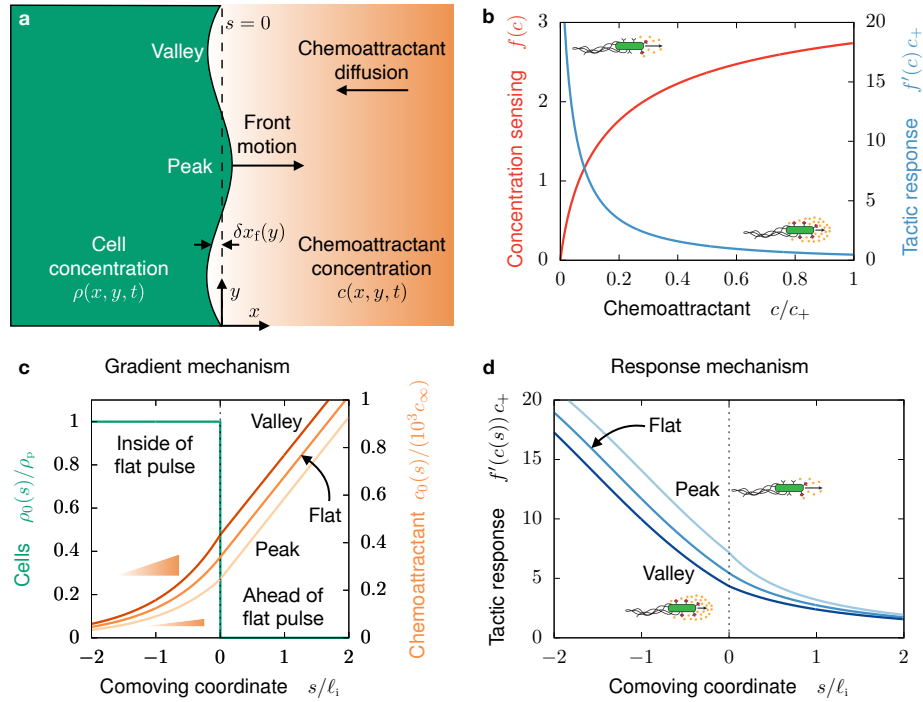 a
s = 0
Valley
Chemoattractant
diffusion
Front
motion
Peak
δx_f(y)
Cell
concentration
ρ(x, y, t)
Chemoattractant
concentration
c(x, y, t)
y
x
b
Concentration sensing f(c)
3
2
1
0
20
15
10
5
0
Tactic response f′(c) c₊
0
0.2
0.4
0.6
0.8
1
Chemoattractant c/c₊
c
Gradient mechanism
Cells ρ₀(s)/ρₚ
1
0.8
0.6
0.4
0.2
0
Inside of
flat pulse
Valley
Flat
Peak
Ahead of
flat pulse
1
0.8
0.6
0.4
0.2
0
Chemoattractant c₀(s)/(10³c∞)
−2
−1
0
1
2
Comoving coordinate s/ℓᵢ
d
Response mechanism
Tactic response f′(c(s)) c₊
20
15
10
5
0
Flat
Peak
Valley
−2
−1
0
1
2
Comoving coordinate s/ℓᵢ